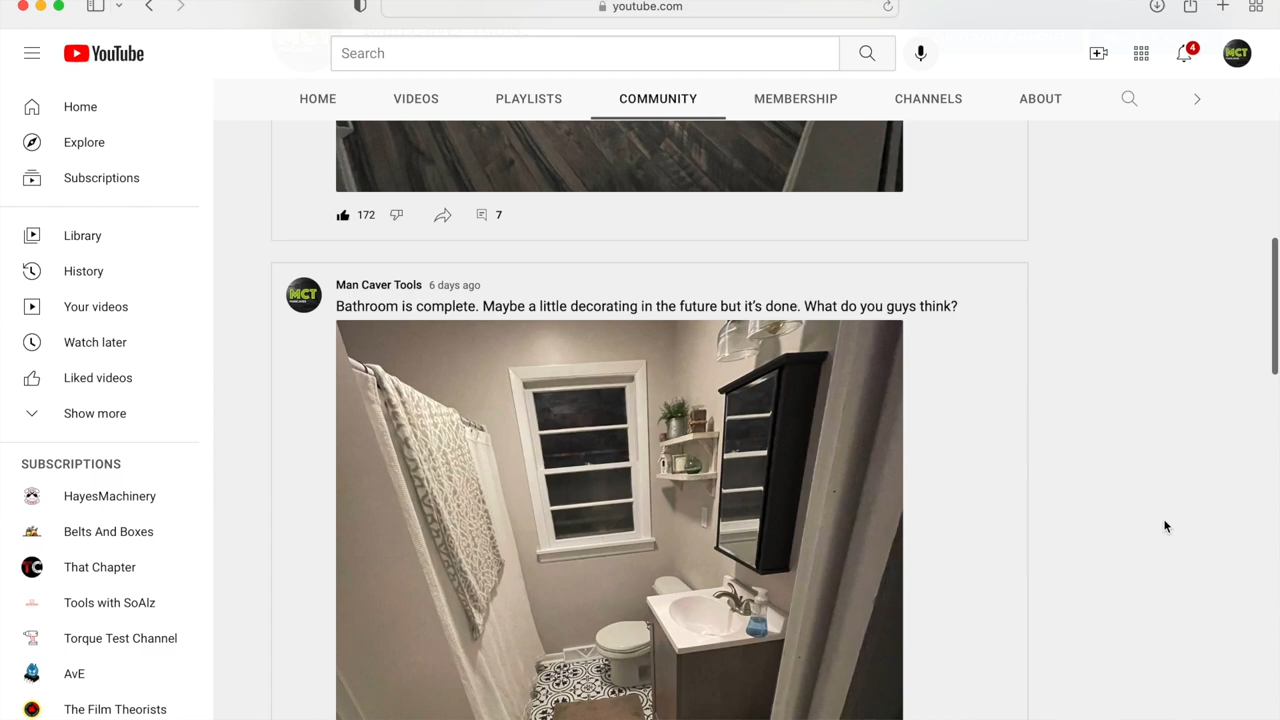 youtube.com
YouTube
Search
4
MCT
HOME VIDEOS PLAYLISTS COMMUNITY MEMBERSHIP CHANNELS ABOUT
Home
Explore
Subscriptions
Library
History
Your videos
Watch later
Liked videos
Show more
SUBSCRIPTIONS
HayesMachinery
Belts And Boxes
TC
That Chapter
Tools with SoAlz
Torque Test Channel
AvE
The Film Theorists
172 7
MCT
Man Caver Tools 6 days ago
Bathroom is complete. Maybe a little decorating in the future but it’s done. What do you guys think?